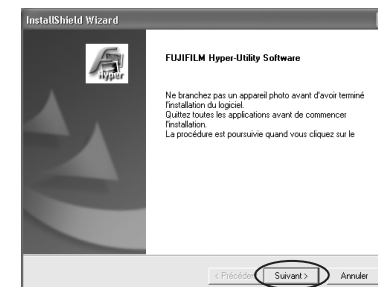 InstallShield Wizard
Hyper
FUJIFILM Hyper-Utility Software
Ne branchez pas un appareil photo avant d'avoir terminé
l'installation du logiciel.
Quittez toutes les applications avant de commencer
l'installation.
La procédure est poursuivie quand vous cliquez sur le
< Précéden Suivant > Annuler